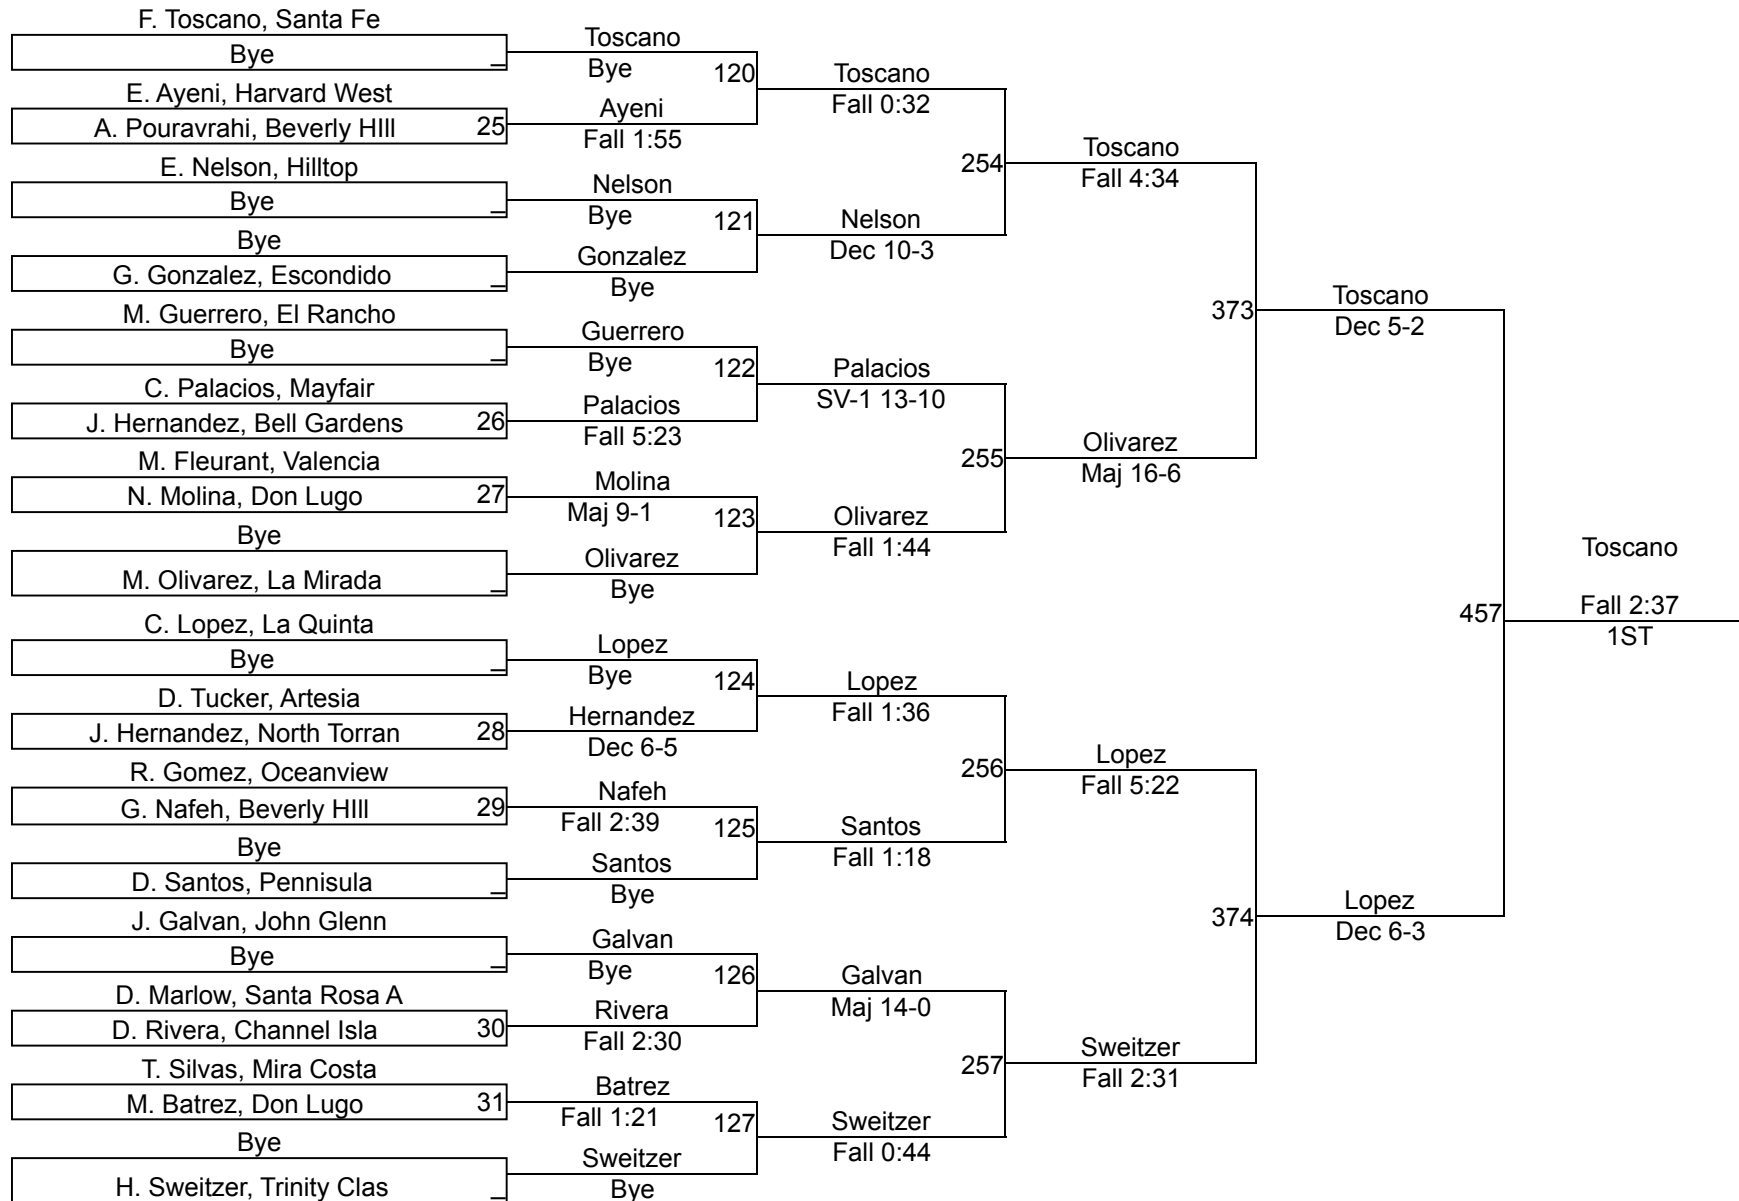 F. Toscano, Santa Fe
Bye _
E. Ayeni, Harvard West
A. Pouravrahi, Beverly HIll 25
E. Nelson, Hilltop
Bye _
Bye
G. Gonzalez, Escondido _
M. Guerrero, El Rancho
Bye _
C. Palacios, Mayfair
J. Hernandez, Bell Gardens 26
M. Fleurant, Valencia
N. Molina, Don Lugo 27
Bye
M. Olivarez, La Mirada _
C. Lopez, La Quinta
Bye _
D. Tucker, Artesia
J. Hernandez, North Torran 28
R. Gomez, Oceanview
G. Nafeh, Beverly HIll 29
Bye
D. Santos, Pennisula _
J. Galvan, John Glenn
Bye _
D. Marlow, Santa Rosa A
D. Rivera, Channel Isla 30
T. Silvas, Mira Costa
M. Batrez, Don Lugo 31
Bye
H. Sweitzer, Trinity Clas _
Toscano
Bye 120
Ayeni
Fall 1:55
Nelson
Bye 121
Gonzalez
Bye
Guerrero
Bye 122
Palacios
Fall 5:23
Molina
Maj 9-1 123
Olivarez
Bye
Lopez
Bye 124
Hernandez
Dec 6-5
Nafeh
Fall 2:39 125
Santos
Bye
Galvan
Bye 126
Rivera
Fall 2:30
Batrez
Fall 1:21 127
Sweitzer
Bye
Toscano
Fall 0:32
254
Nelson
Dec 10-3
Palacios
SV-1 13-10
255
Olivarez
Fall 1:44
Lopez
Fall 1:36
256
Santos
Fall 1:18
Galvan
Maj 14-0
257
Sweitzer
Fall 0:44
Toscano
Fall 4:34
373
Olivarez
Maj 16-6
Lopez
Fall 5:22
374
Sweitzer
Fall 2:31
Toscano
Dec 5-2
457
Lopez
Dec 6-3
Toscano
Fall 2:37
1ST